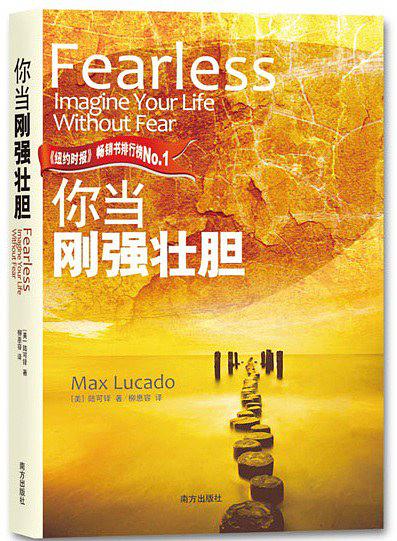 Fearless
Imagine Your Life
Without Fear
《纽约时报》畅销书排行榜No.1
你当
刚强壮胆
Max Lucado
[美] 陆可铎 著 柳惠容 译
南方出版社
你当刚强壮胆
Fearless
Imagine Your Life
Without Fear
[美] 陆可铎 著
柳惠容 译
南方出版社